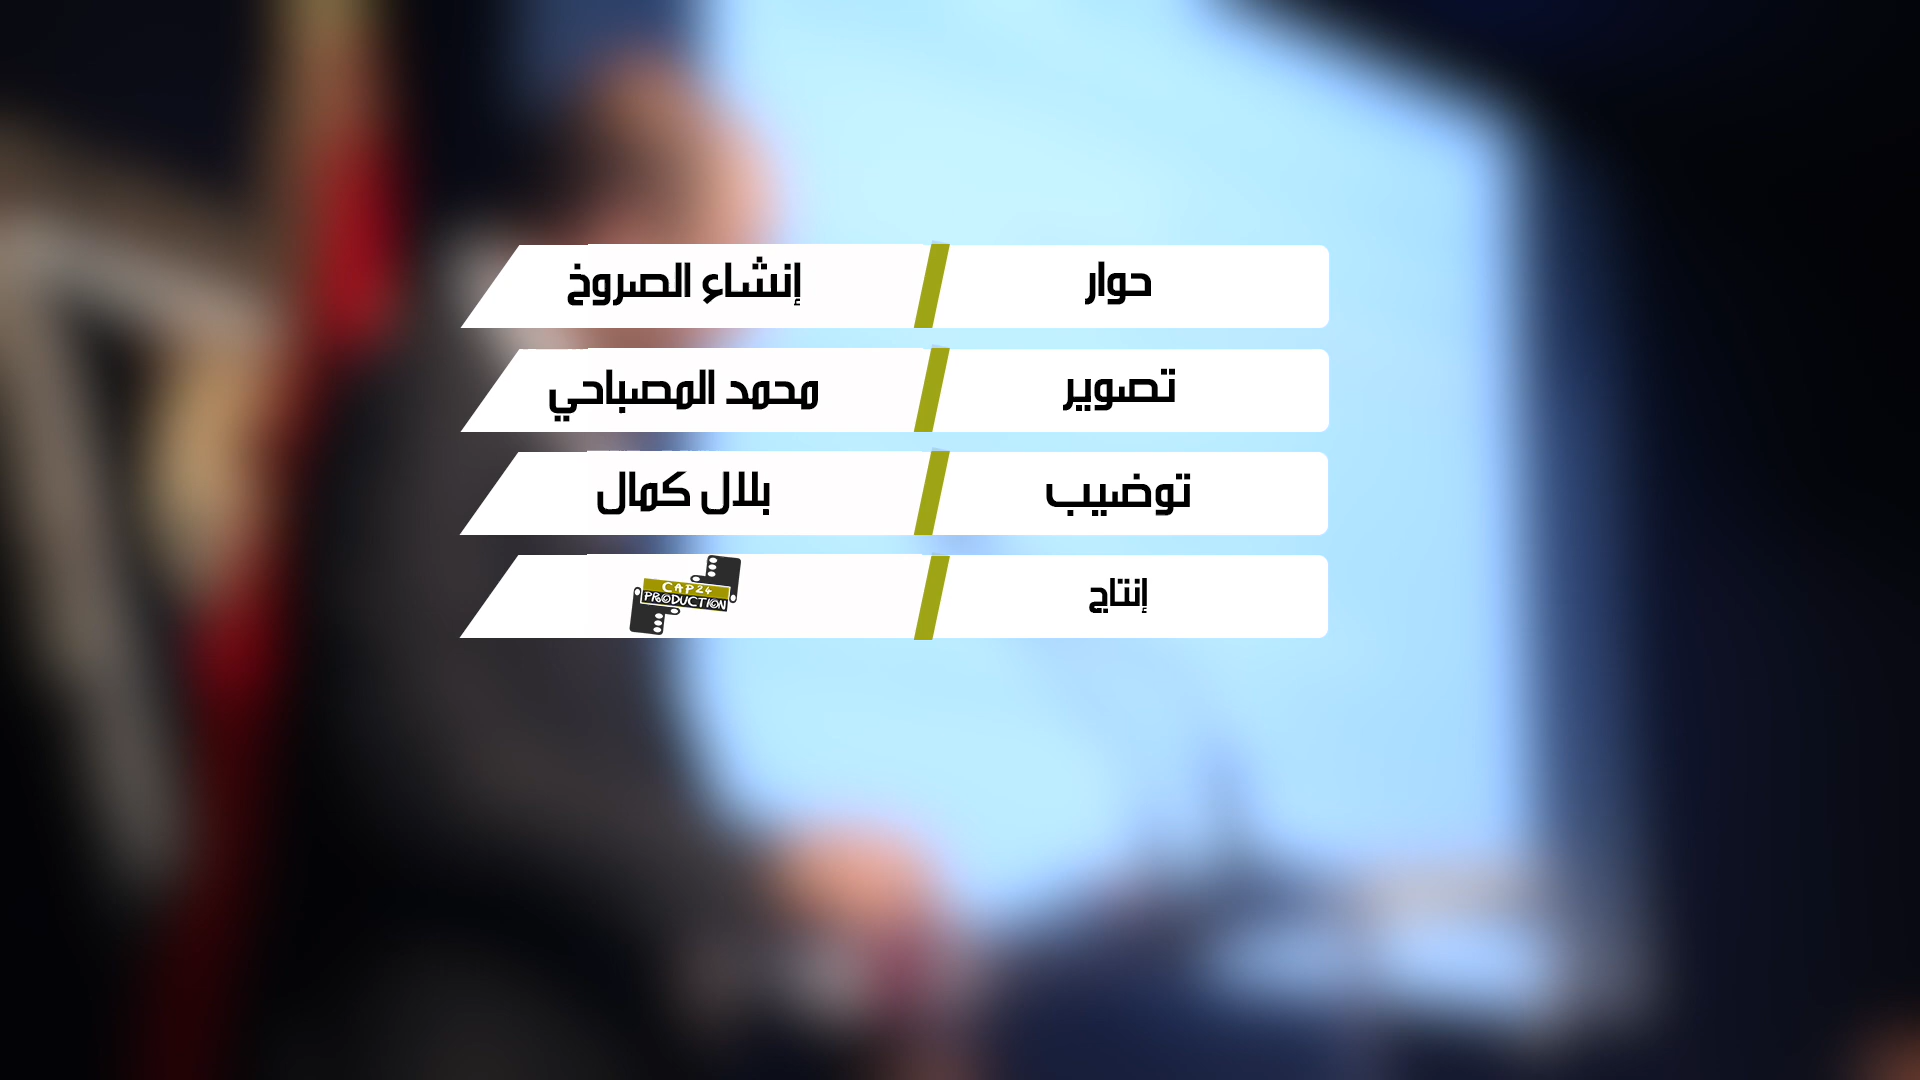 حوار إنشاء الصروخ
تصوير محمد المصباحي
توضيب بلال كمال
إنتاج CAP24
PRODUCTION